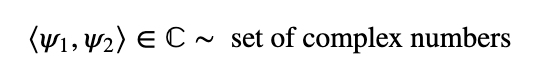 ⟨ψ₁, ψ₂⟩ ∈ ℂ ~ set of complex numbers